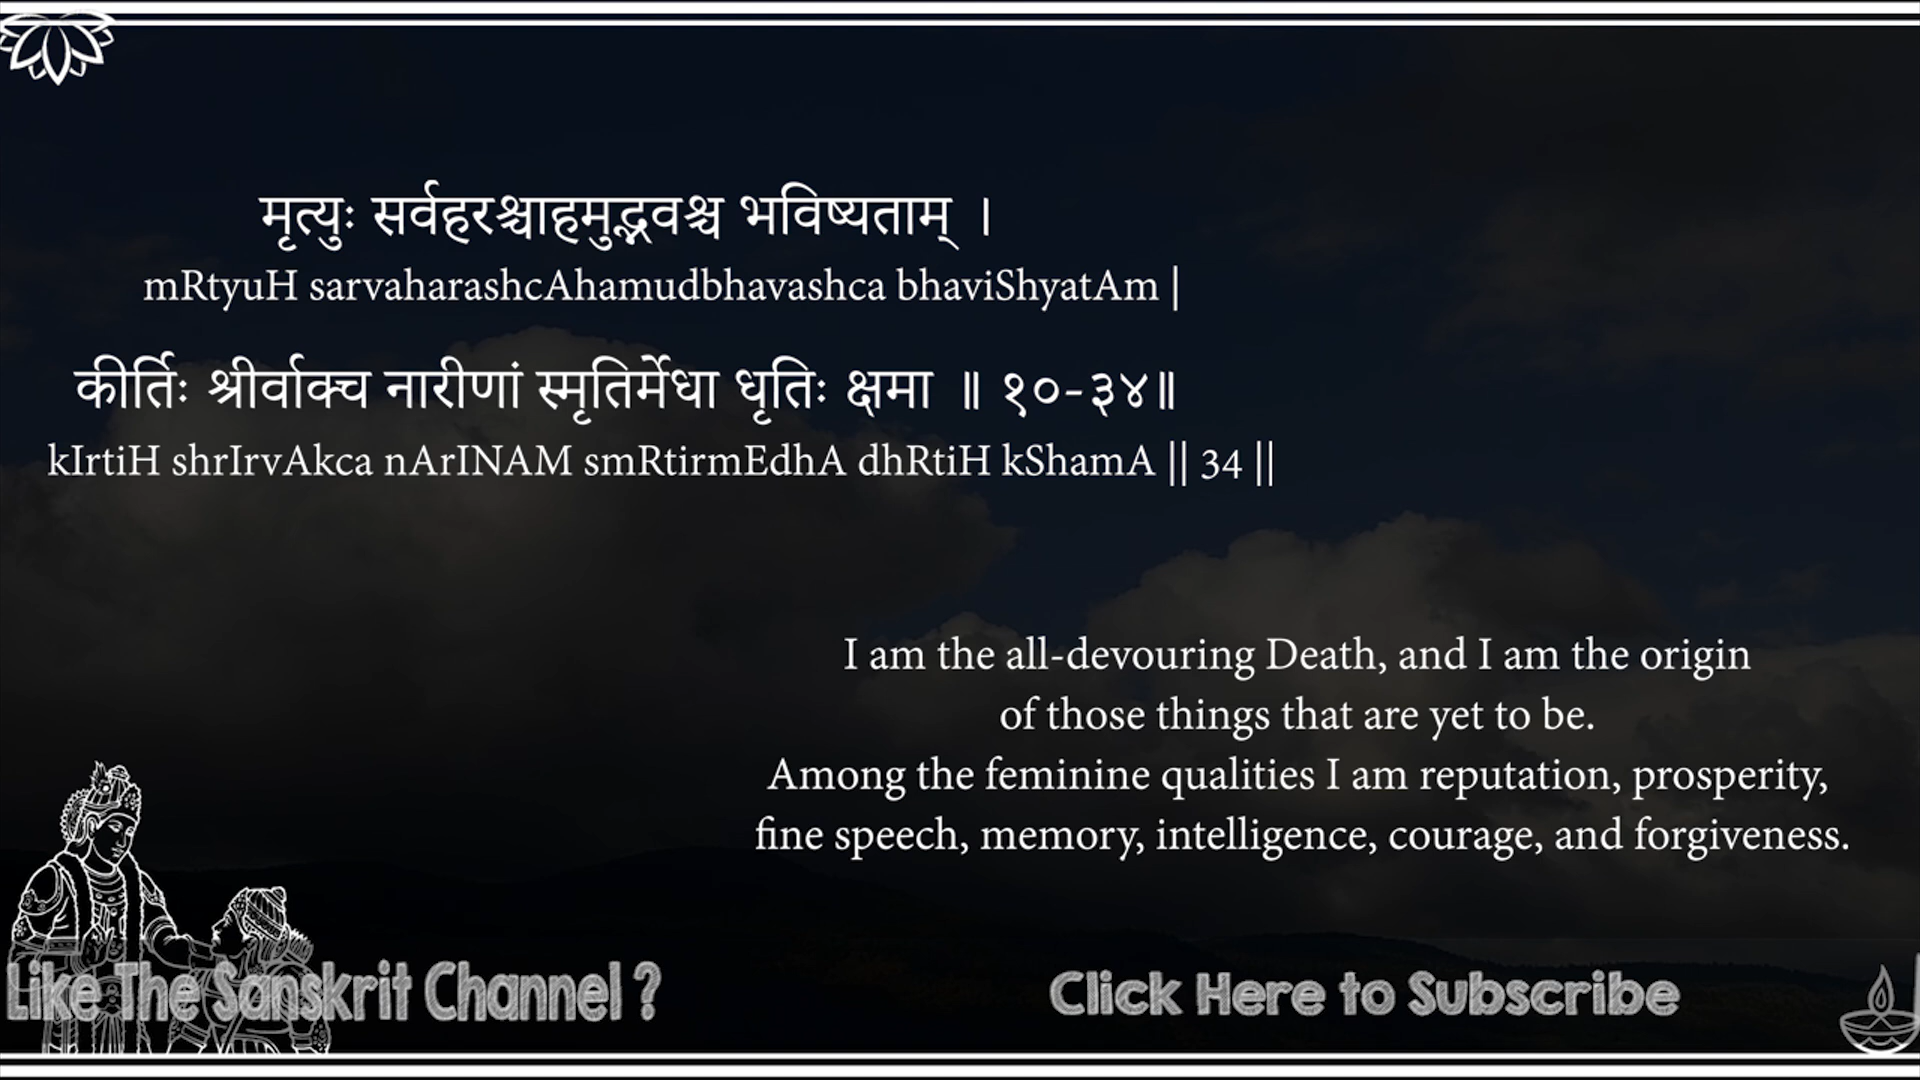 मृत्युः सर्वहरश्चाहमुद्भवश्च भविष्यताम् ।
mRtyuH sarvaharashcAhamudbhavashca bhaviShyatAm |
कीर्तिः श्रीर्वाक्च नारीणां स्मृतिर्मेधा धृतिः क्षमा ॥ १०-३४॥
kIrtiH shrIrvAkca nArINAM smRtirmEdhA dhRtiH kShamA || 34 ||
I am the all-devouring Death, and I am the origin
of those things that are yet to be.
Among the feminine qualities I am reputation, prosperity,
fine speech, memory, intelligence, courage, and forgiveness.
Like The Sanskrit Channel ?
Click Here to Subscribe